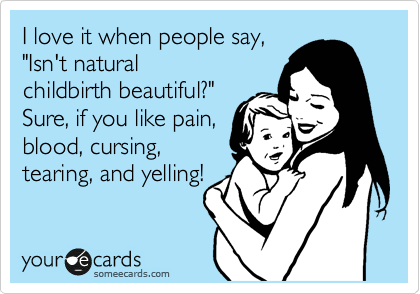 I love it when people say,
"Isn't natural
childbirth beautiful?"
Sure, if you like pain,
blood, cursing,
tearing, and yelling!
your e cards
someecards.com